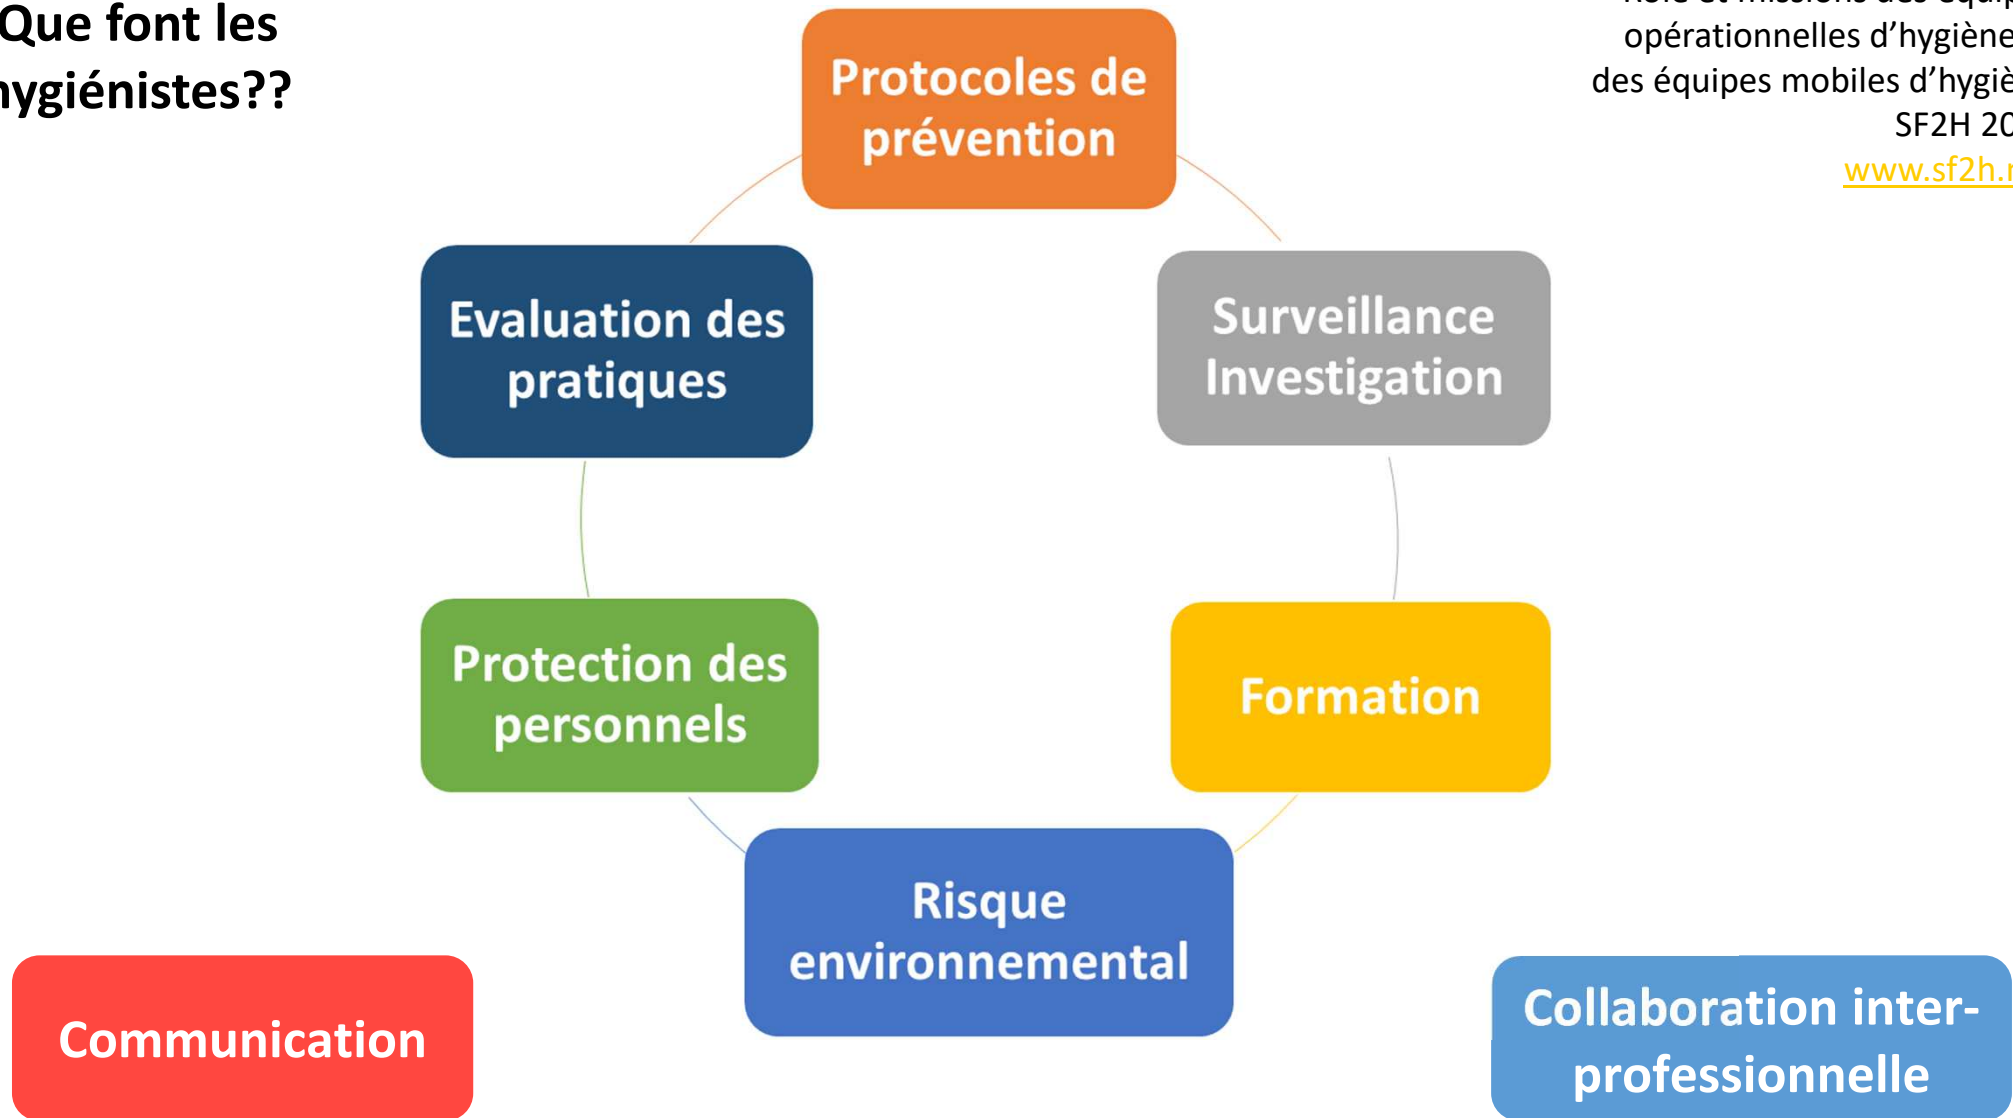 Que font les
hygiénistes??
opérationnelles d'hygiène
des équipes mobiles d'hygiè
SF2H 20
www.sf2h.
Protocoles de
prévention
Evaluation des
pratiques
Surveillance
Investigation
Protection des
personnels
Formation
Risque
environnemental
Communication
Collaboration inter-
professionnelle